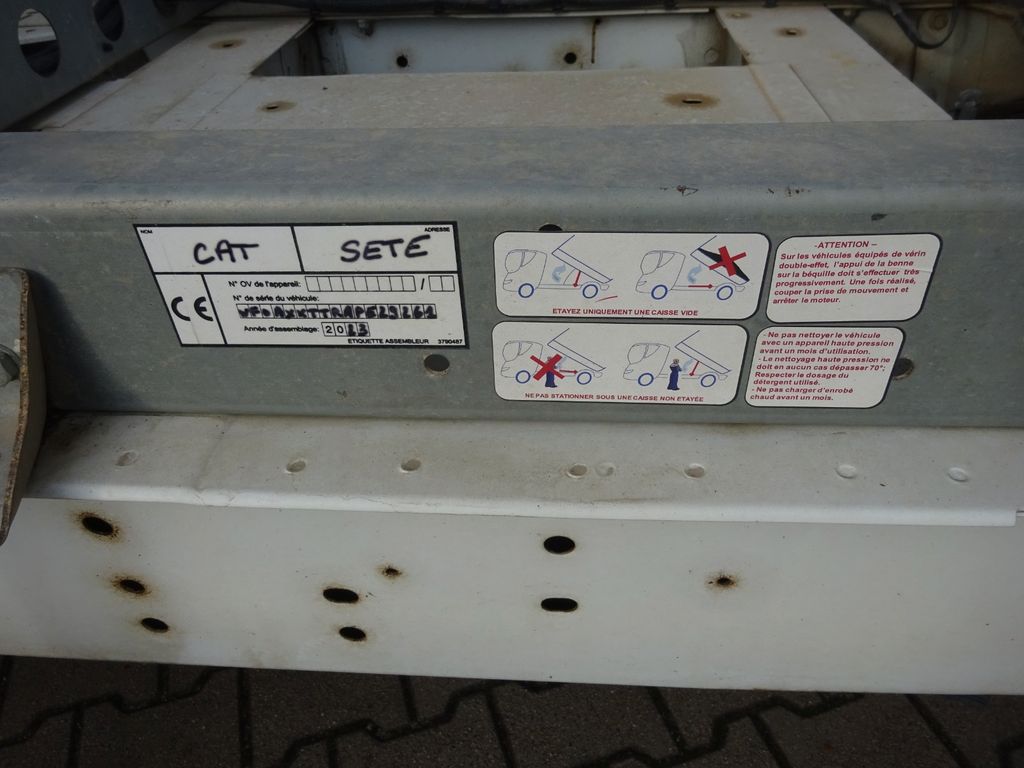 NOM
ADRESSE
CAT
SETE
CE
N° OV de l'appareil:
/
N° de série du véhicule:
Année d'assemblage: 2013
ETIQUETTE ASSEMBLEUR 3790487
ETAYEZ UNIQUEMENT UNE CAISSE VIDE
NE PAS STATIONNER SOUS UNE CAISSE NON ETAYÉE
-ATTENTION –
Sur les véhicules équipés de vérin
double-effet, l'appui de la benne
sur la béquille doit s'effectuer très
progressivement. Une fois réalisé,
couper la prise de mouvement et
arrêter le moteur.
- Ne pas nettoyer le véhicule
avec un appareil haute pression
avant un mois d'utilisation.
- Le nettoyage haute pression ne
doit en aucun cas dépasser 70°;
Respecter le dosage du
détergent utilisé.
- Ne pas charger d'enrobé
chaud avant un mois.